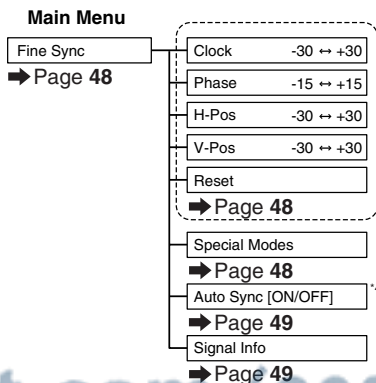 Main Menu
Fine Sync
➡ Page 48
Clock -30 ↔ +30
Phase -15 ↔ +15
H-Pos -30 ↔ +30
V-Pos -30 ↔ +30
Reset
➡ Page 48
Special Modes
➡ Page 48
Auto Sync [ON/OFF]
➡ Page 49
Signal Info
➡ Page 49